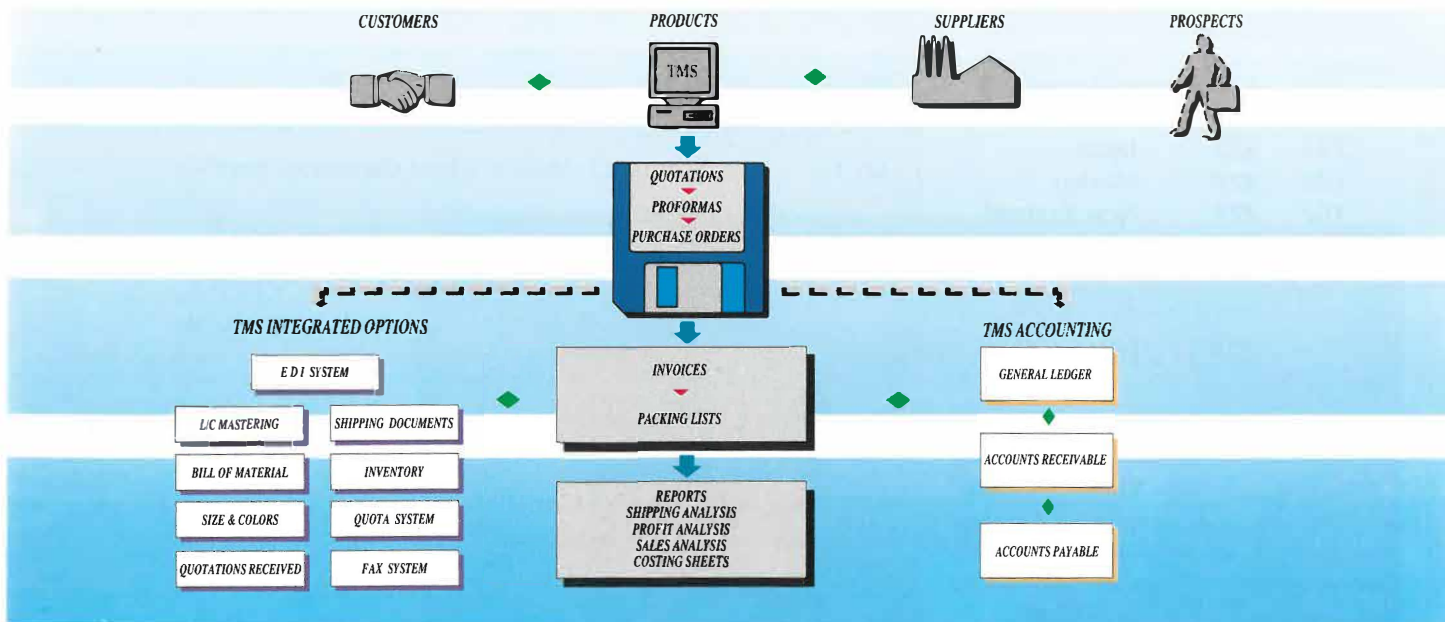 CUSTOMERS
PRODUCTS
SUPPLIERS
PROSPECTS
TMS
QUOTATIONS
PROFORMAS
PURCHASE ORDERS
TMS INTEGRATED OPTIONS
E D I SYSTEM
L/C MASTERING
SHIPPING DOCUMENTS
BILL OF MATERIAL
INVENTORY
SIZE & COLORS
QUOTA SYSTEM
QUOTATIONS RECEIVED
FAX SYSTEM
INVOICES
PACKING LISTS
REPORTS
SHIPPING ANALYSIS
PROFIT ANALYSIS
SALES ANALYSIS
COSTING SHEETS
TMS ACCOUNTING
GENERAL LEDGER
ACCOUNTS RECEIVABLE
ACCOUNTS PAYABLE